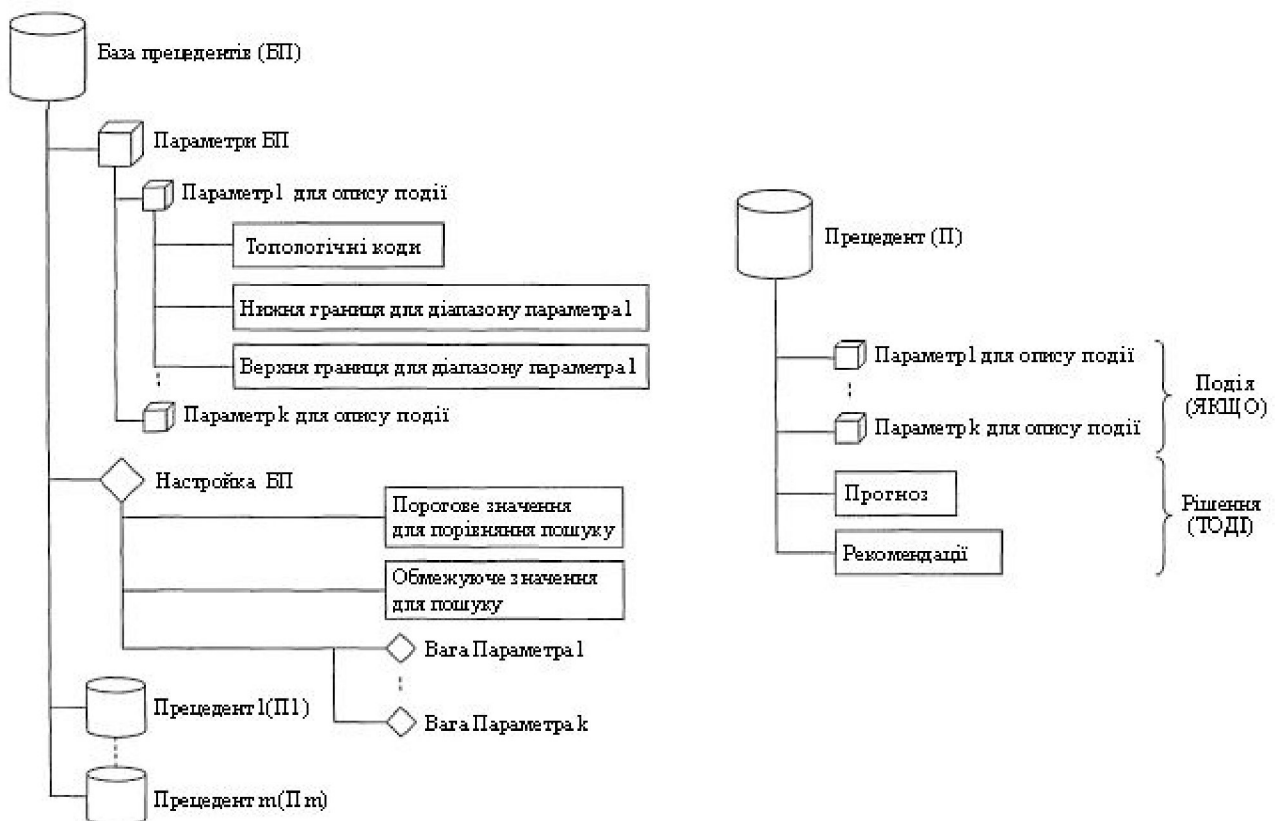 База прецедентів (БП)
Параметри БП
Параметр1 для опису події
Топологічні коди
Нижня границя для діапазону параметра1
Верхня границя для діапазону параметра1
Параметр k для опису події
Настройка БП
Порогове значення
для порівняння пошуку
Обмежуюче значення
для пошуку
Вага Параметра1
Вага Параметра k
Прецедент1(П1)
Прецедент m(Пm)
Прецедент (П)
Параметр1 для опису події
Параметр k для опису події
Подія
(ЯКЩО)
Прогноз
Рекомендації
Рішення
(ТОДІ)